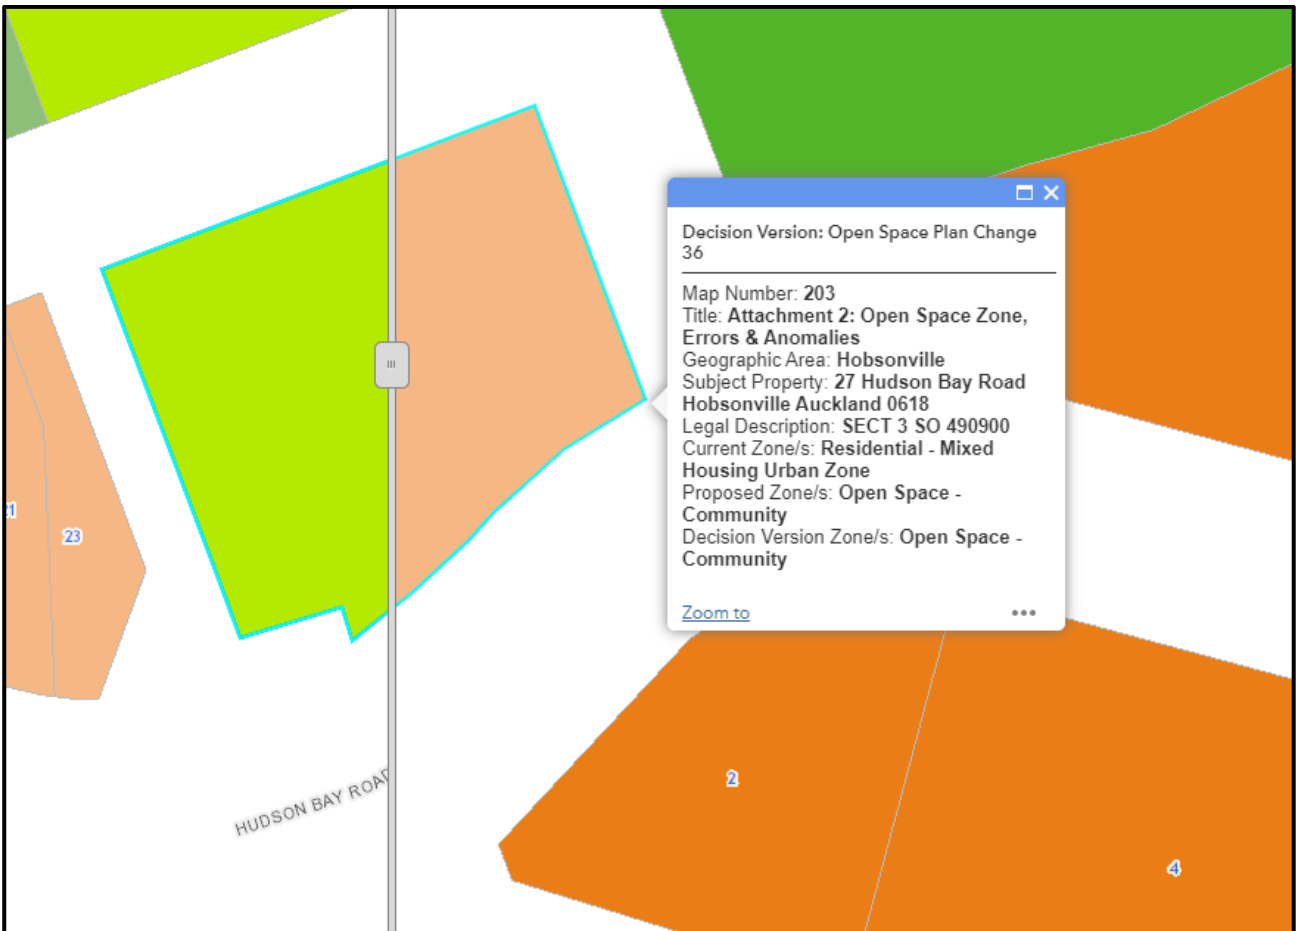 Decision Version: Open Space Plan Change
36
Map Number: 203
Title: Attachment 2: Open Space Zone,
Errors & Anomalies
Geographic Area: Hobsonville
Subject Property: 27 Hudson Bay Road
Hobsonville Auckland 0618
Legal Description: SECT 3 SO 490900
Current Zone/s: Residential - Mixed
Housing Urban Zone
Proposed Zone/s: Open Space -
Community
Decision Version Zone/s: Open Space -
Community
Zoom to
23
2
HUDSON BAY ROAD
4